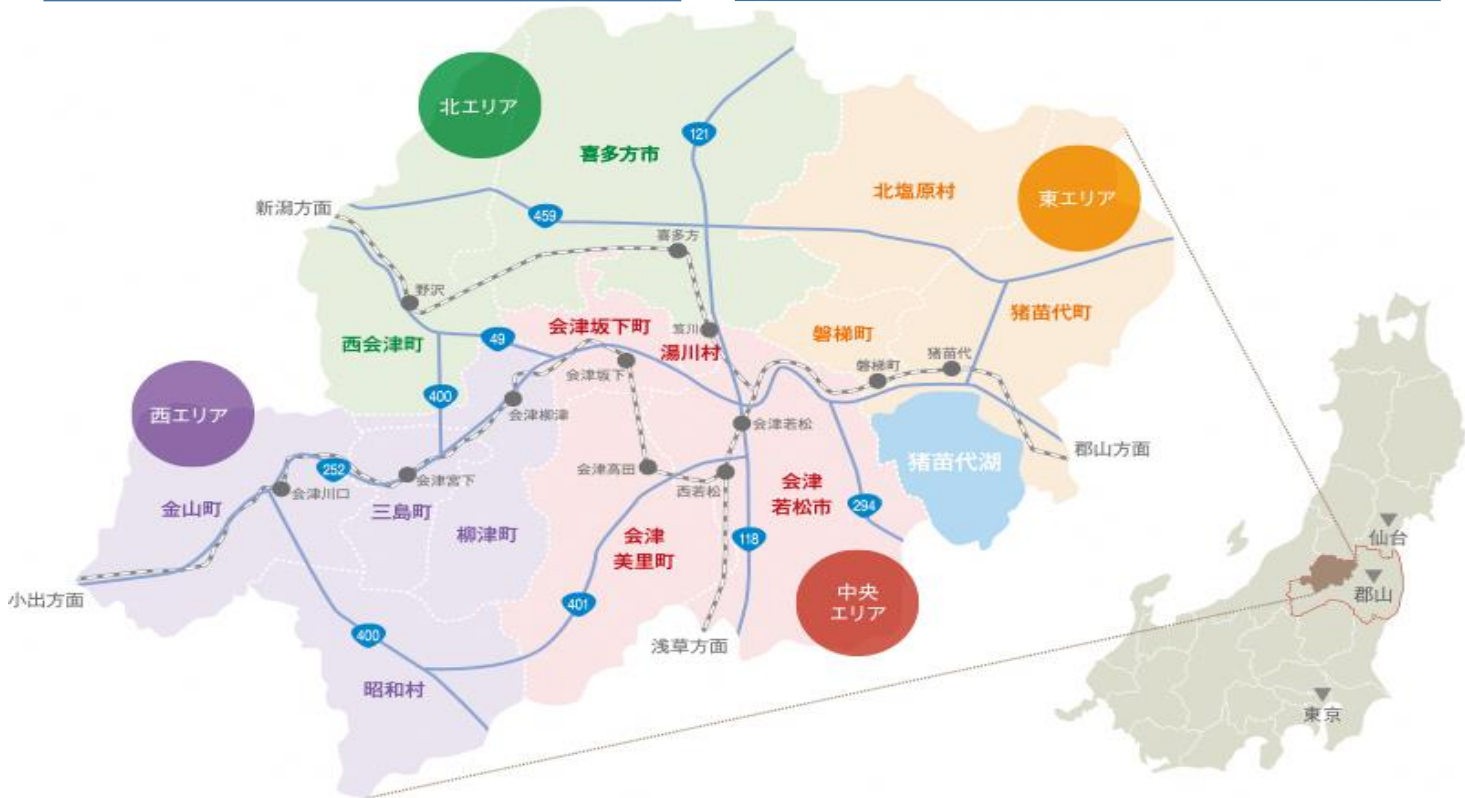 北エリア
喜多方市
121
北塩原村
東エリア
新潟方面
459
喜多方
野沢
西会津町
49
会津坂下町
笈川
湯川村
磐梯町
猪苗代町
会津坂下
磐梯町
猪苗代
西エリア
400
会津柳津
会津若松
猪苗代湖
郡山方面
252
会津川口
会津宮下
会津高田
西若松
会津
若松市
294
金山町
三島町
柳津町
会津
美里町
118
小出方面
401
中央
エリア
400
浅草方面
昭和村
仙台
郡山
東京